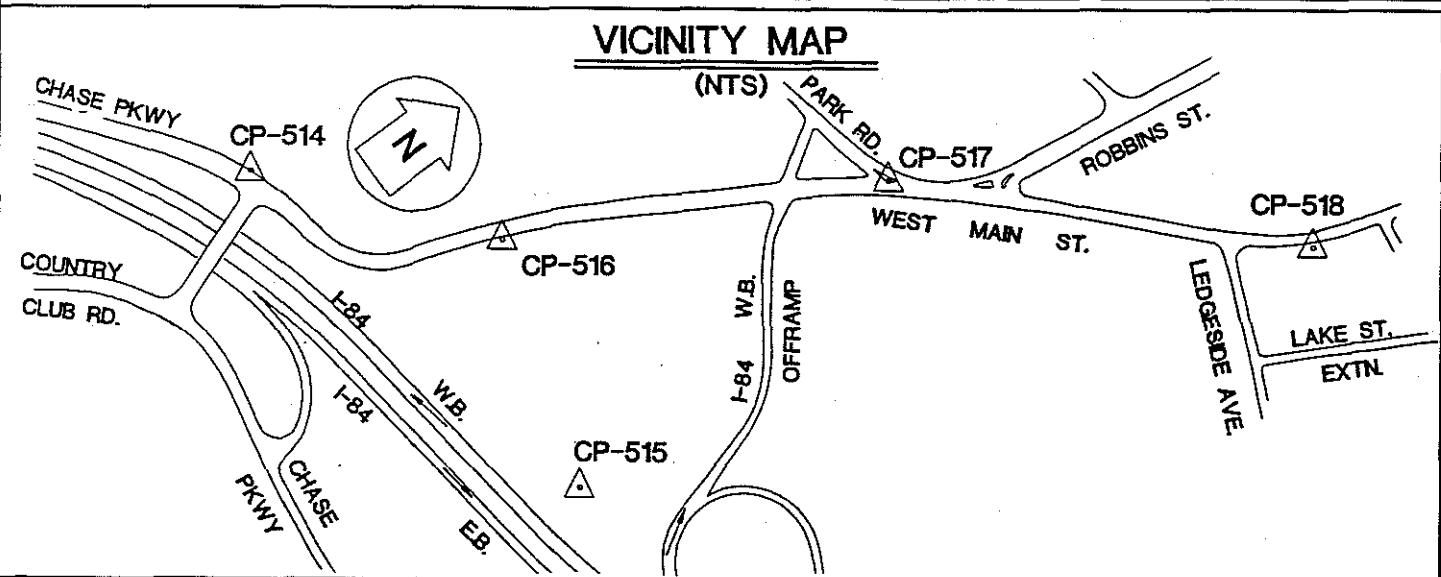 VICINITY MAP
(NTS)
CHASE PKWY
CP-514
N
PARK RD.
CP-517
ROBBINS ST.
CP-518
WEST MAIN ST.
CP-516
COUNTRY
CLUB RD.
I-84
W.B.
I-84
E.B.
I-84 W.B.
OFFRAMP
LEDGESIDE AVE.
LAKE ST.
EXTN.
CP-515
CHASE
PKWY